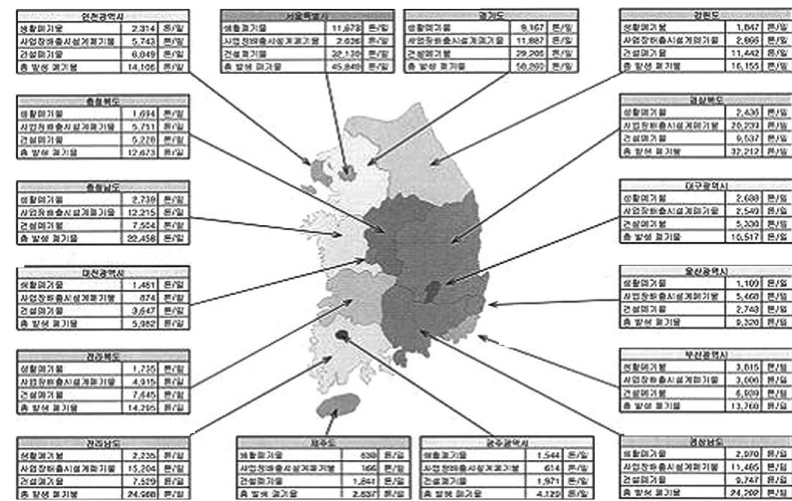 인천광역시
생활폐기물 2,314 톤/일
사업장배출시설계폐기물 5,743 톤/일
건설폐기물 6,049 톤/일
총 발생 폐기물 14,106 톤/일
서울특별시
생활폐기물 11,673 톤/일
사업장배출시설계폐기물 2,036 톤/일
건설폐기물 32,130 톤/일
총 발생 폐기물 45,840 톤/일
경기도
생활폐기물 9,167 톤/일
사업장배출시설계폐기물 11,887 톤/일
건설폐기물 29,206 톤/일
총 발생 폐기물 50,260 톤/일
강원도
생활폐기물 1,847 톤/일
사업장배출시설계폐기물 2,866 톤/일
건설폐기물 11,442 톤/일
총 발생 폐기물 16,155 톤/일
충청북도
생활폐기물 1,694 톤/일
사업장배출시설계폐기물 5,751 톤/일
건설폐기물 5,228 톤/일
총 발생 폐기물 12,673 톤/일
경상북도
생활폐기물 2,436 톤/일
사업장배출시설계폐기물 20,239 톤/일
건설폐기물 9,537 톤/일
총 발생 폐기물 32,212 톤/일
충청남도
생활폐기물 2,739 톤/일
사업장배출시설계폐기물 12,215 톤/일
건설폐기물 7,504 톤/일
총 발생 폐기물 22,458 톤/일
대구광역시
생활폐기물 2,638 톤/일
사업장배출시설계폐기물 2,549 톤/일
건설폐기물 5,330 톤/일
총 발생 폐기물 10,517 톤/일
대전광역시
생활폐기물 1,461 톤/일
사업장배출시설계폐기물 874 톤/일
건설폐기물 3,647 톤/일
총 발생 폐기물 5,982 톤/일
울산광역시
생활폐기물 1,109 톤/일
사업장배출시설계폐기물 5,468 톤/일
건설폐기물 2,743 톤/일
총 발생 폐기물 9,320 톤/일
전라북도
생활폐기물 1,735 톤/일
사업장배출시설계폐기물 4,915 톤/일
건설폐기물 7,645 톤/일
총 발생 폐기물 14,295 톤/일
부산광역시
생활폐기물 3,815 톤/일
사업장배출시설계폐기물 3,006 톤/일
건설폐기물 6,939 톤/일
총 발생 폐기물 13,760 톤/일
전라남도
생활폐기물 2,235 톤/일
사업장배출시설계폐기물 15,204 톤/일
건설폐기물 7,529 톤/일
총 발생 폐기물 24,968 톤/일
제주도
생활폐기물 630 톤/일
사업장배출시설계폐기물 166 톤/일
건설폐기물 1,841 톤/일
총 발생 폐기물 2,637 톤/일
광주광역시
생활폐기물 1,544 톤/일
사업장배출시설계폐기물 614 톤/일
건설폐기물 1,971 톤/일
총 발생 폐기물 4,129 톤/일
경상남도
생활폐기물 2,970 톤/일
사업장배출시설계폐기물 11,485 톤/일
건설폐기물 9,747 톤/일
총 발생 폐기물 24,202 톤/일